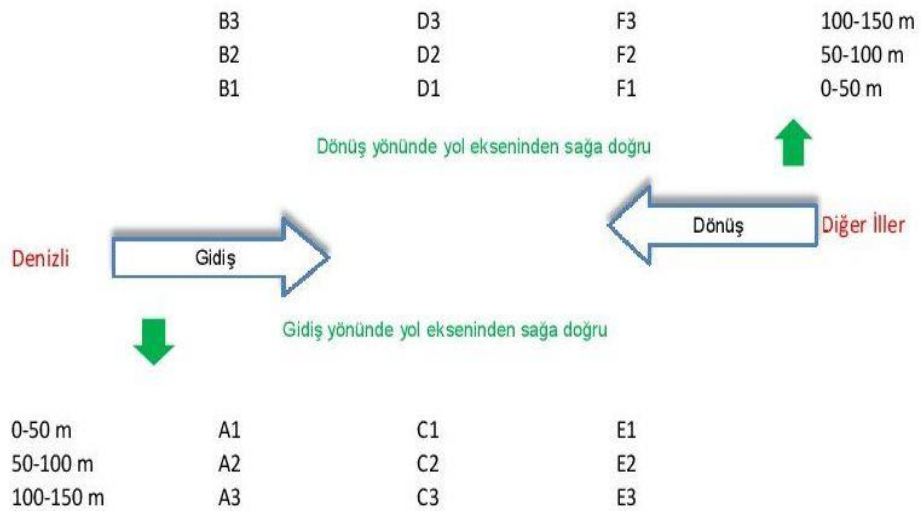 B3 D3 F3 100-150 m
B2 D2 F2 50-100 m
B1 D1 F1 0-50 m
Dönüş yönünde yol ekseninden sağa doğru
Dönüş Diğer İller
Denizli Gidiş
Gidiş yönünde yol ekseninden sağa doğru
0-50 m A1 C1 E1
50-100 m A2 C2 E2
100-150 m A3 C3 E3